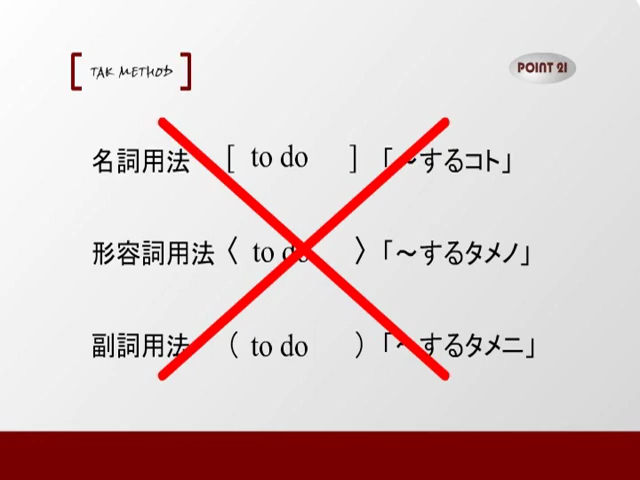 [TAK METHOD]
POINT 21
名詞用法 [ to do ] 「～するコト」
形容詞用法 〈 to do 〉 「～するタメノ」
副詞用法 ( to do ) 「～するタメニ」